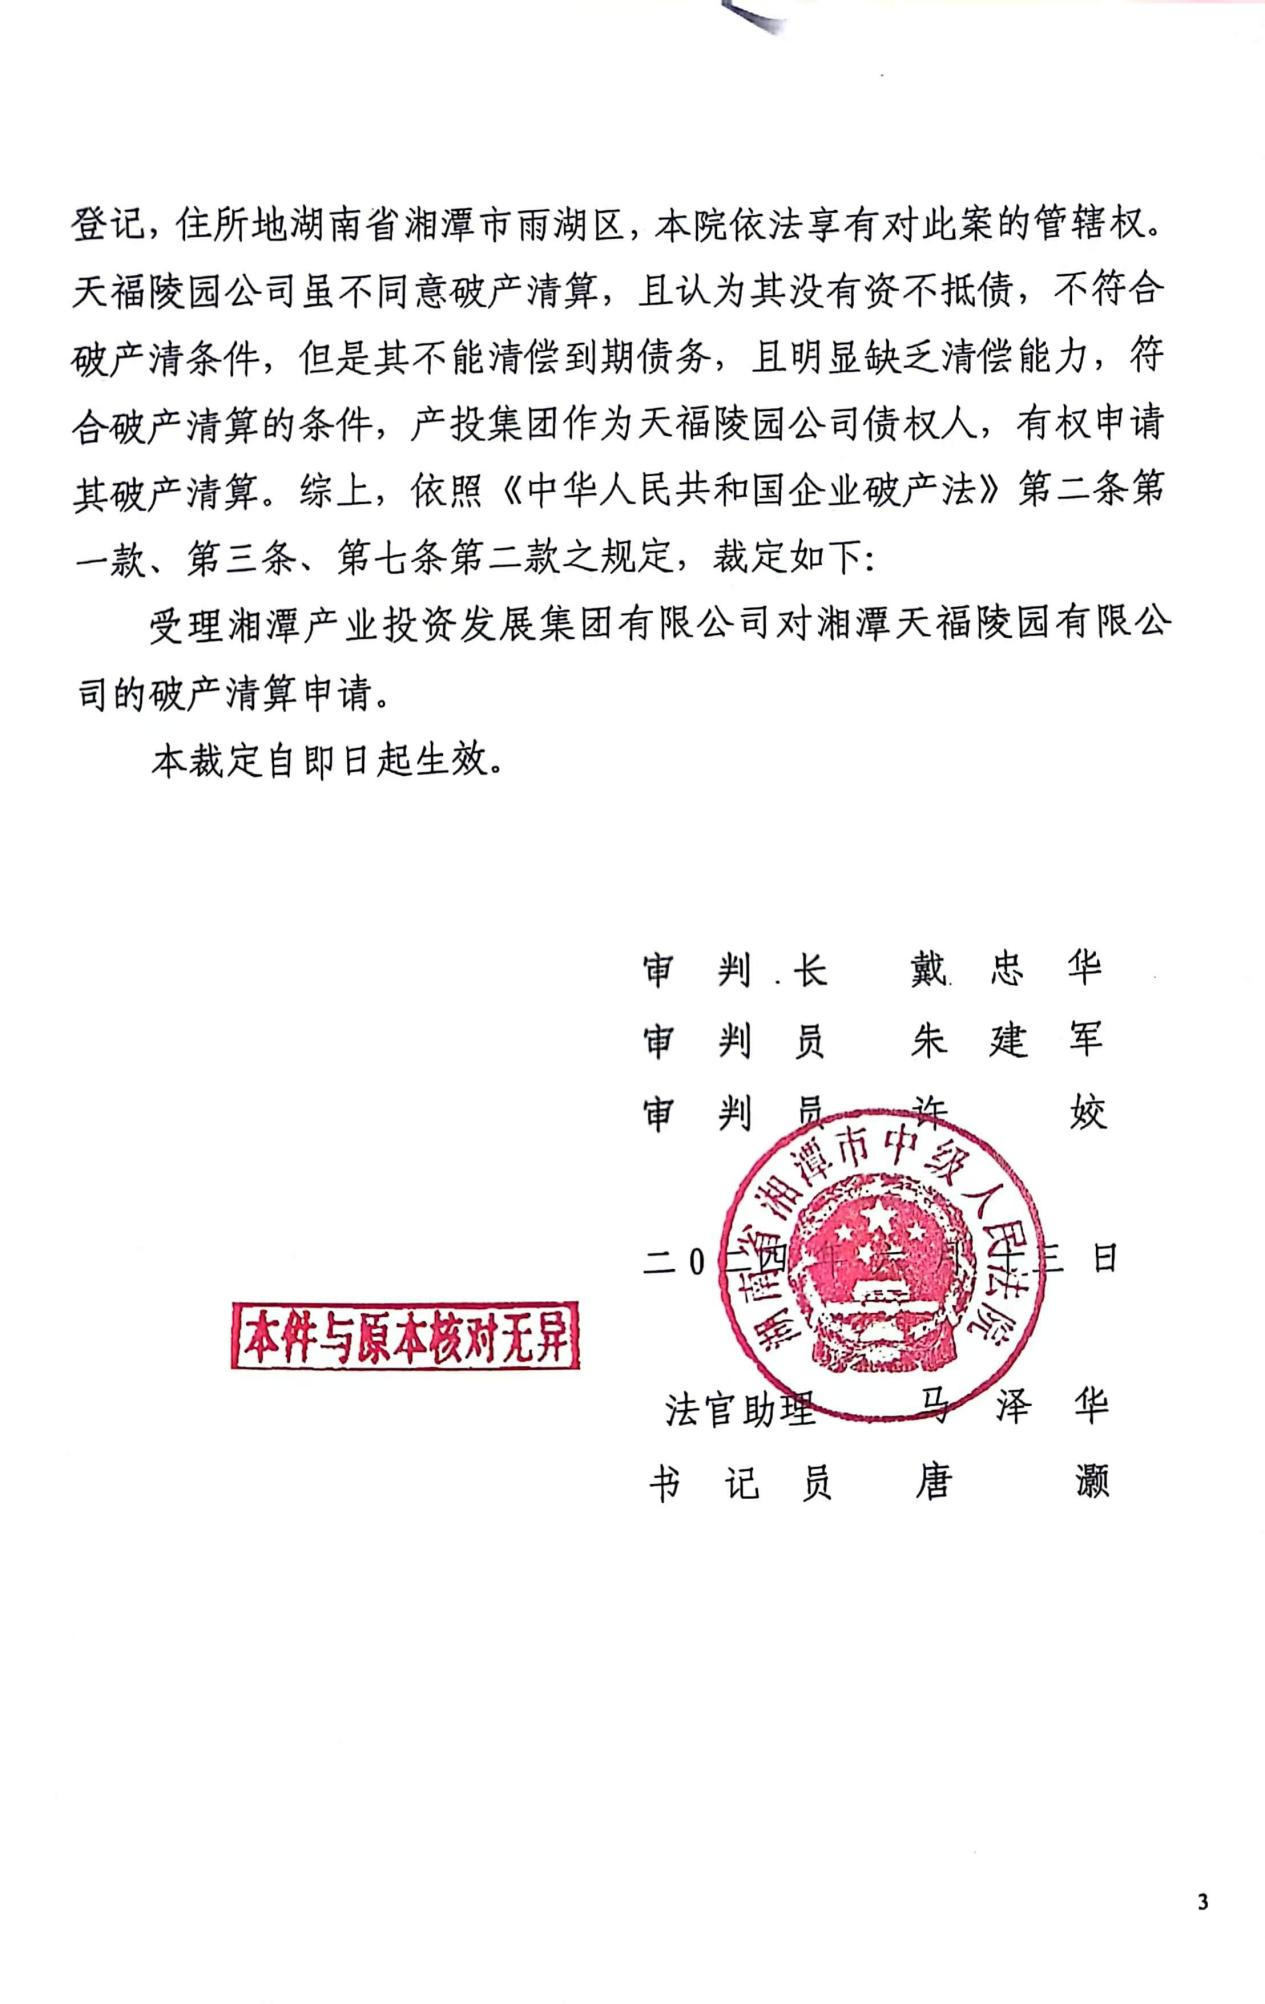 登记，住所地湖南省湘潭市雨湖区，本院依法享有对此案的管辖权。
天福陵园公司虽不同意破产清算，且认为其没有资不抵债，不符合
破产清条件，但是其不能清偿到期债务，且明显缺乏清偿能力，符
合破产清算的条件，产投集团作为天福陵园公司债权人，有权申请
其破产清算。综上，依照《中华人民共和国企业破产法》第二条第
一款、第三条、第七条第二款之规定，裁定如下：
受理湘潭产业投资发展集团有限公司对湘潭天福陵园有限公
司的破产清算申请。
本裁定自即日起生效。
审判长 戴忠华
审判员 朱建军
审判员 许姣
湖南省湘潭市中级人民法院
二0二四年六月十三日
本件与原本核对无异
法官助理 马泽华
书记员 唐灏
3